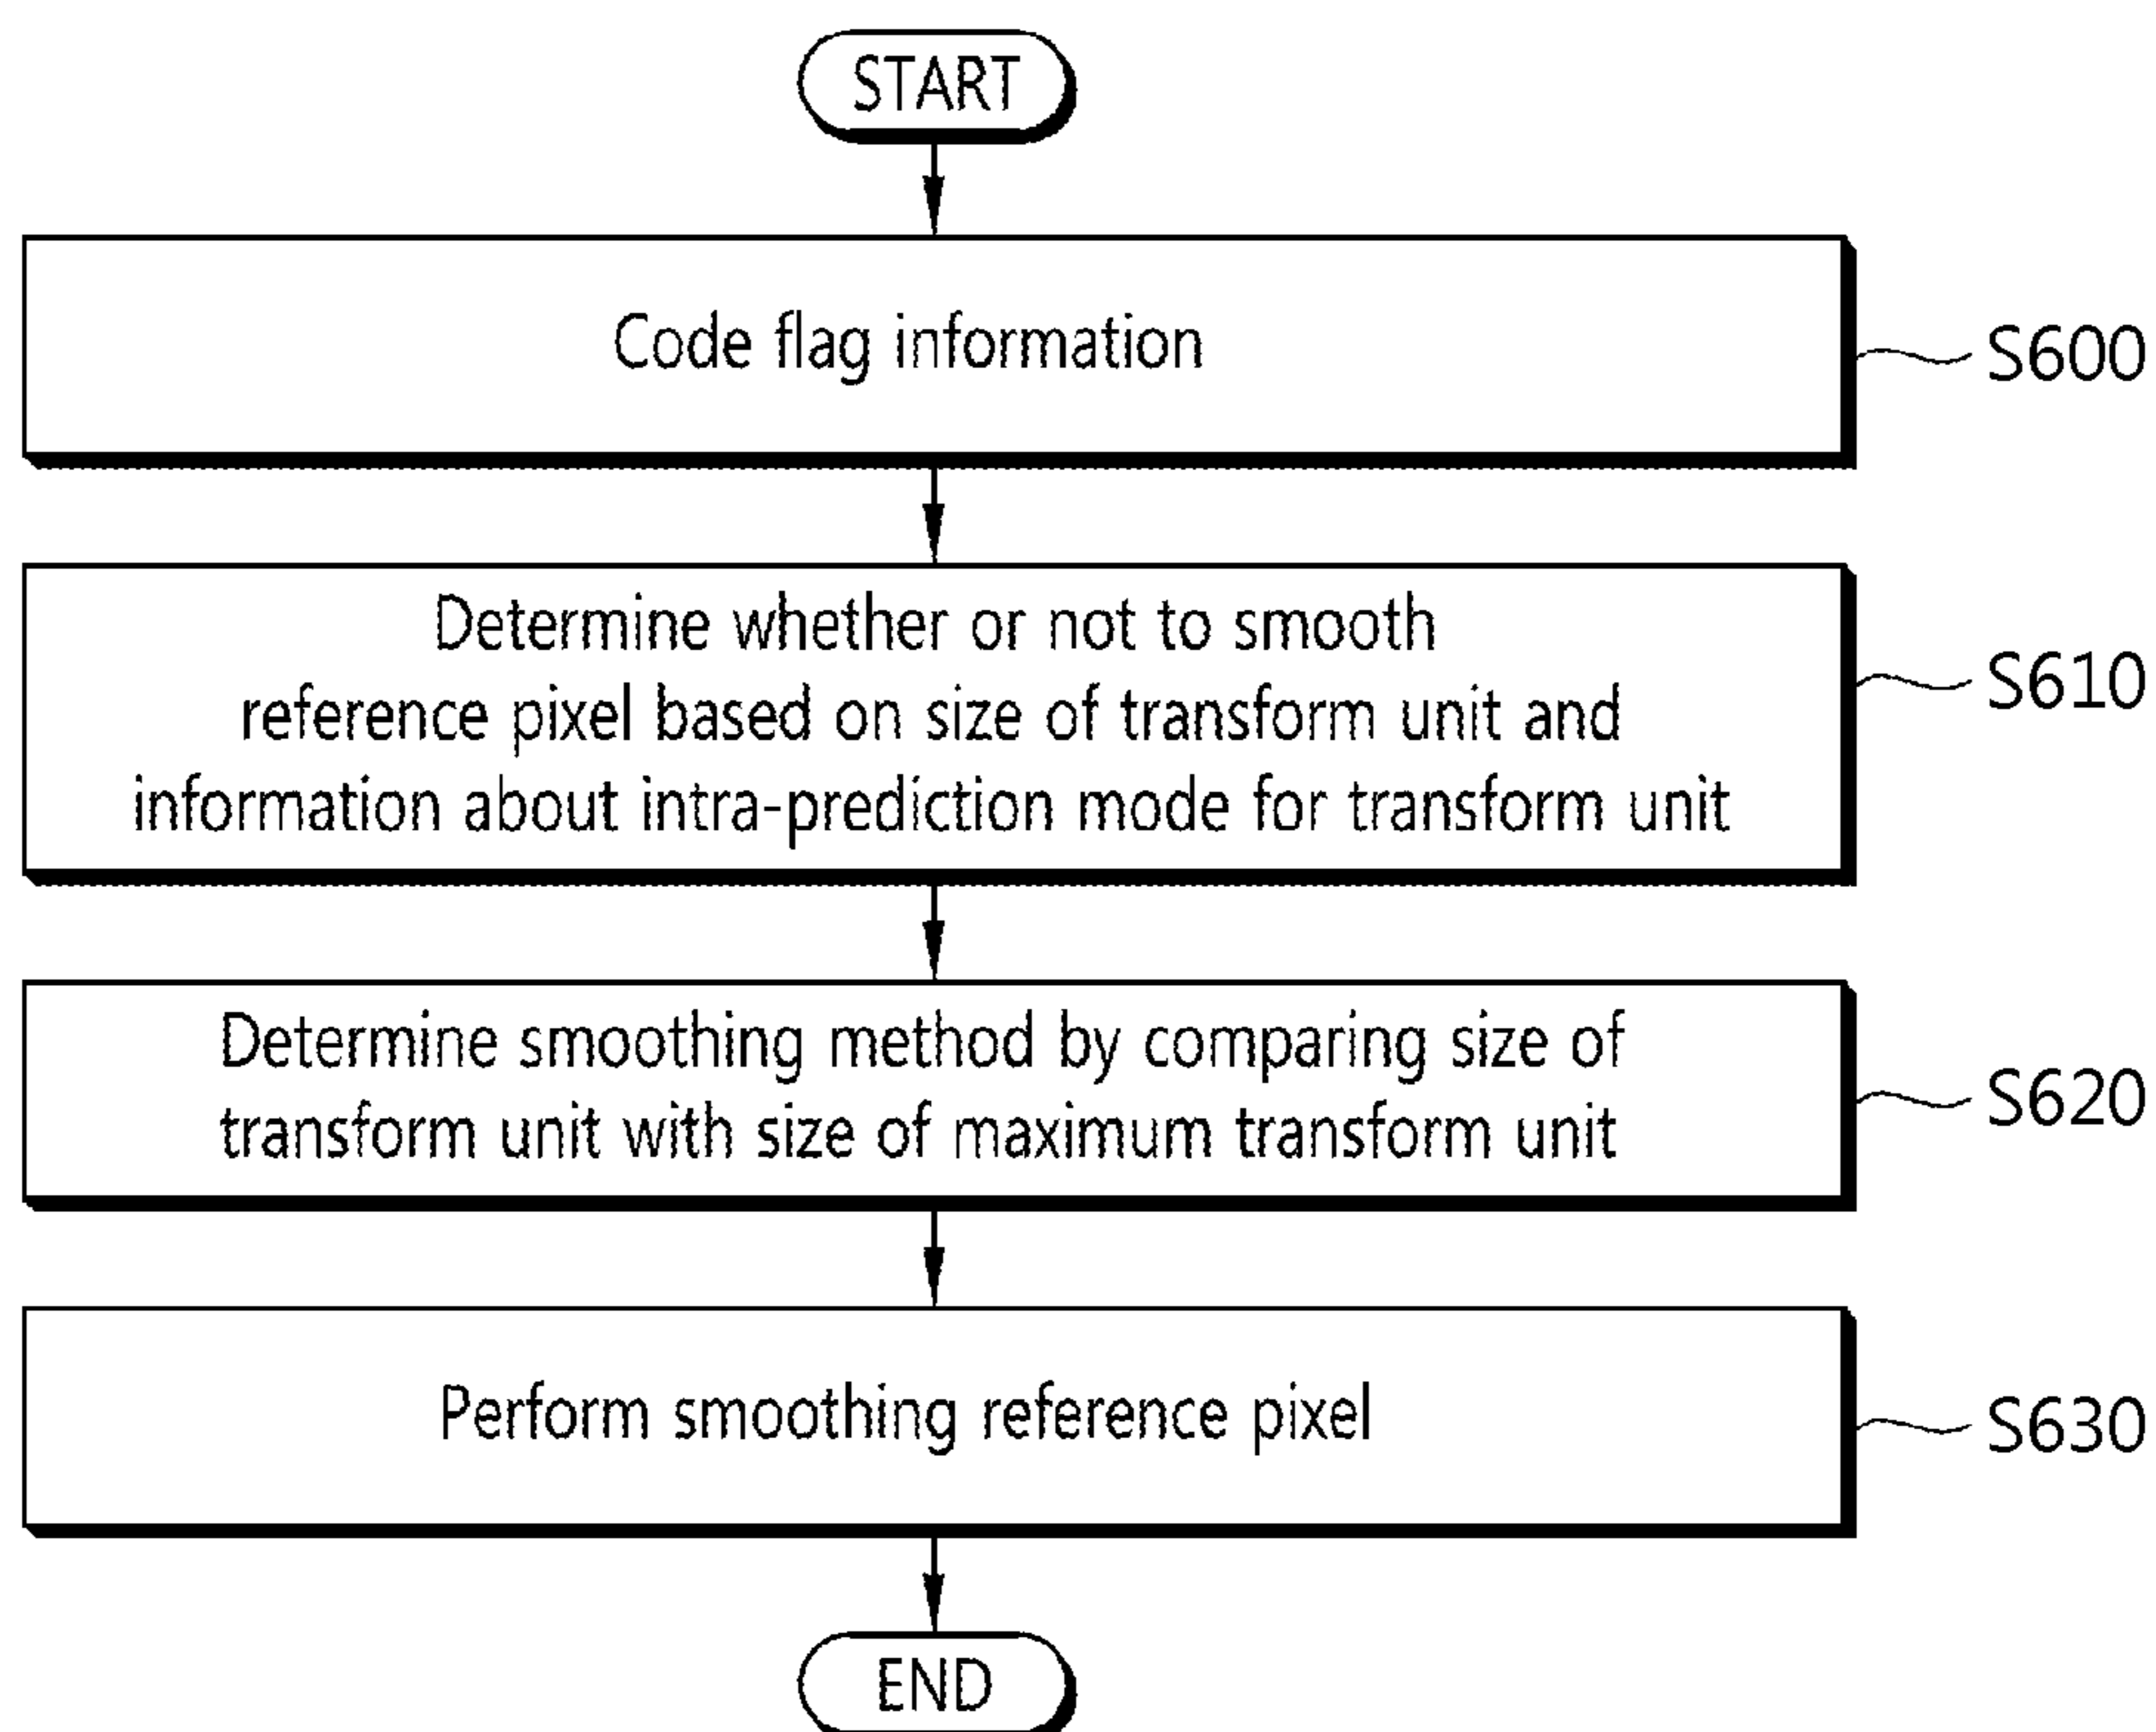 START
Code flag information
S600
Determine whether or not to smooth
reference pixel based on size of transform unit and
information about intra-prediction mode for transform unit
S610
Determine smoothing method by comparing size of
transform unit with size of maximum transform unit
S620
Perform smoothing reference pixel
S630
END